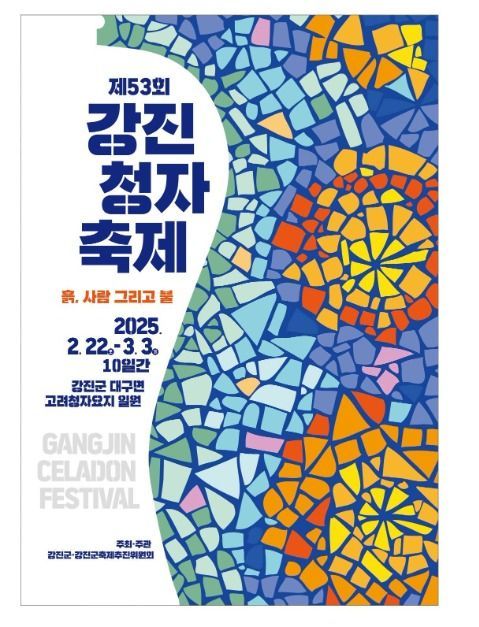 제53회
강진
청자
축제
흙, 사람 그리고 불
2025.
2. 22.토- 3. 3.월
10일간
강진군 대구면
고려청자요지 일원
GANGJIN
CELADON
FESTIVAL
주최·주관
강진군·강진군축제추진위원회